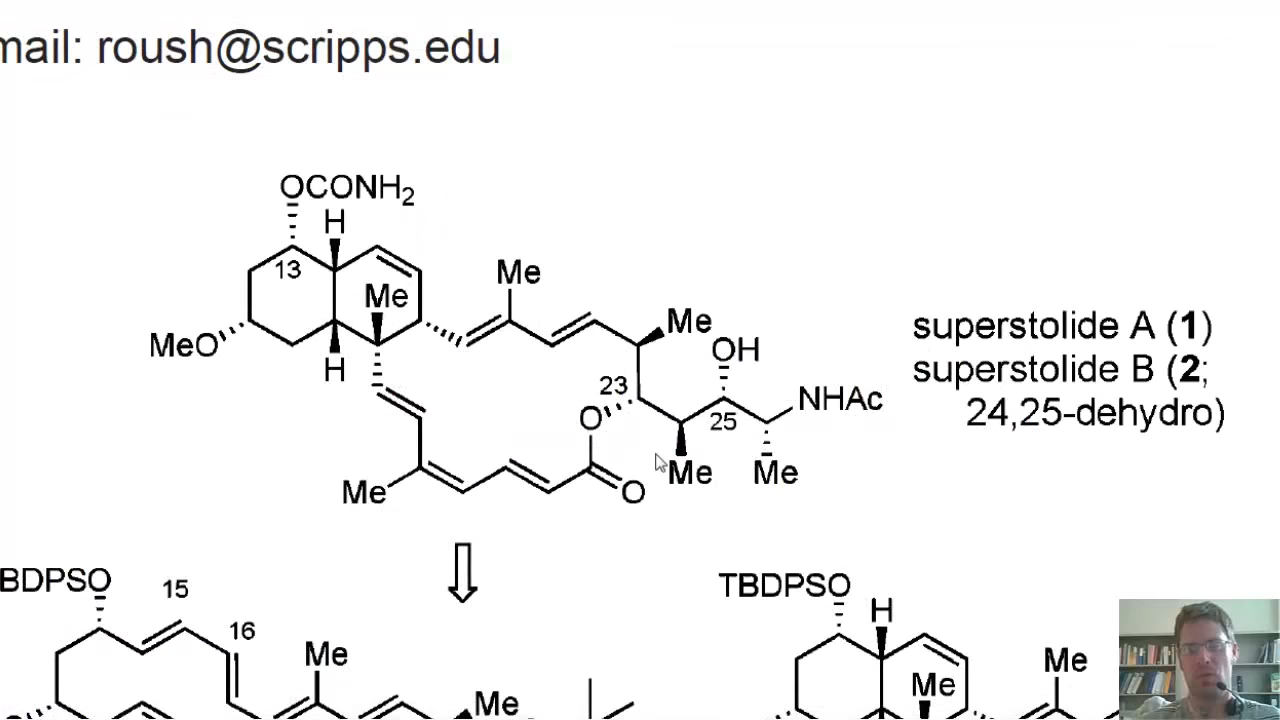 mail: roush@scripps.edu
OCONH2
H
13
Me
Me
MeO
H
Me
OH
23
NHAc
O
25
Me
Me
Me
O
superstolide A (1)
superstolide B (2;
24,25-dehydro)
BDPSO
15
16
Me
Me
TBDPSO
H
Me
Me